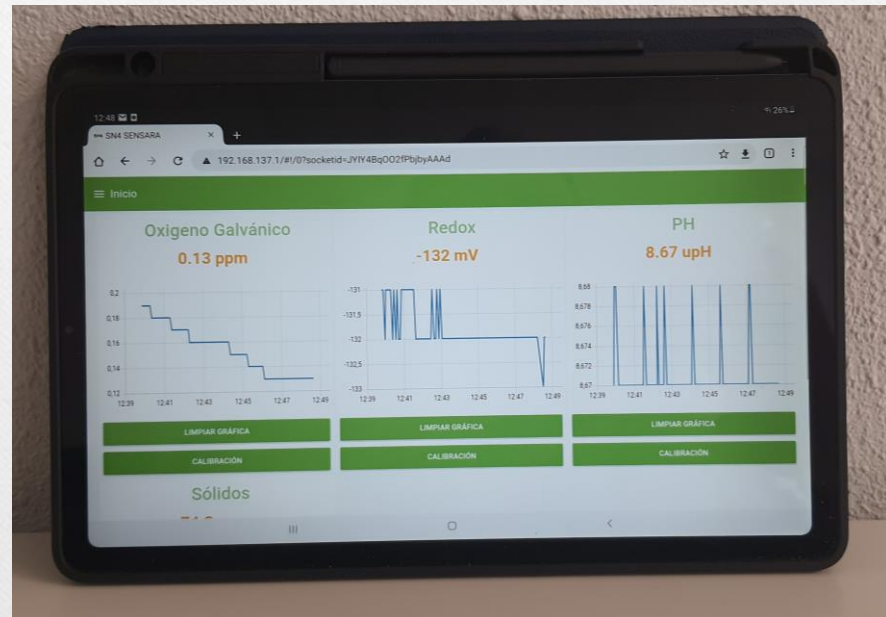 12:48
26%
SN4 SENSARA × +
192.168.137.1/#!/0?socketid=JYIY4BqOO2fPbjbyAAAd
Inicio
Oxigeno Galvánico
0.13 ppm
0,2
0,18
0,16
0,14
0,12
12:39 12:41 12:43 12:45 12:47 12:49
LIMPIAR GRÁFICA
CALIBRACIÓN
Redox
-132 mV
-131
-131,5
-132
-132,5
-133
12:39 12:41 12:43 12:45 12:47 12:49
LIMPIAR GRÁFICA
CALIBRACIÓN
PH
8.67 upH
8,68
8,678
8,676
8,674
8,672
8,67
12:39 12:41 12:43 12:45 12:47 12:49
LIMPIAR GRÁFICA
CALIBRACIÓN
Sólidos